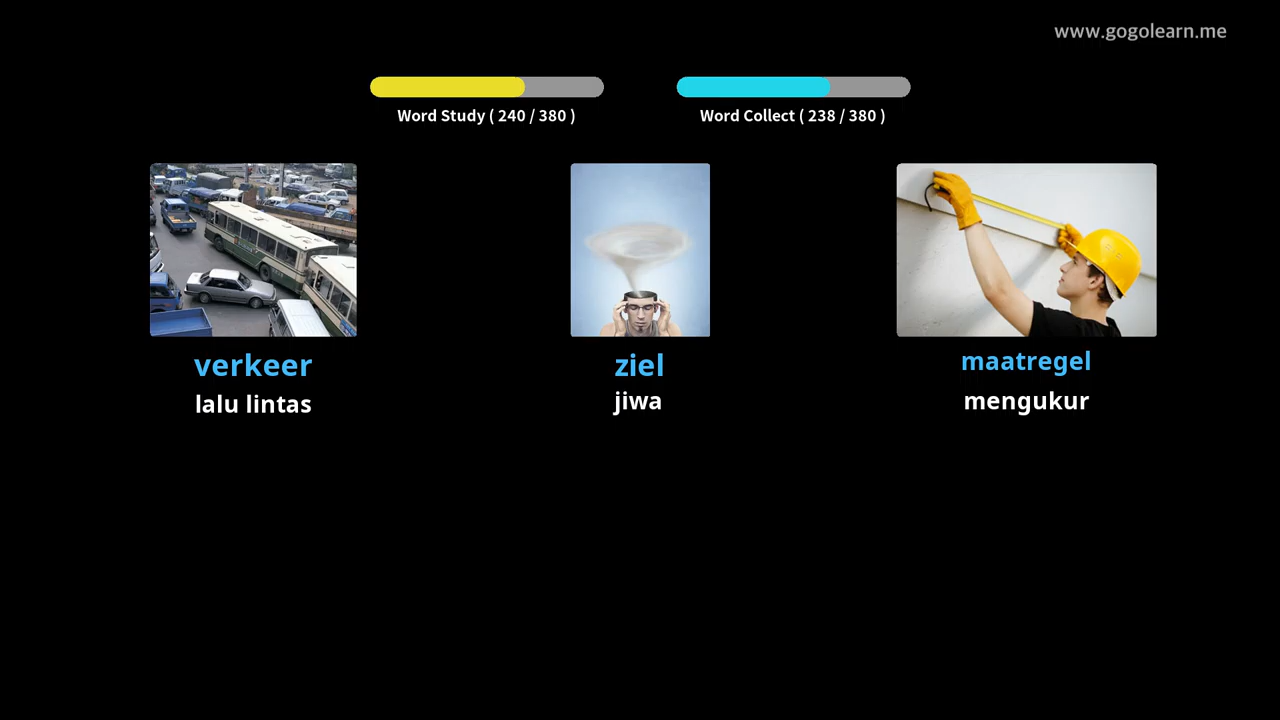 www.gogolearn.me
Word Study ( 240 / 380 )
Word Collect ( 238 / 380 )
verkeer
lalu lintas
ziel
jiwa
maatregel
mengukur